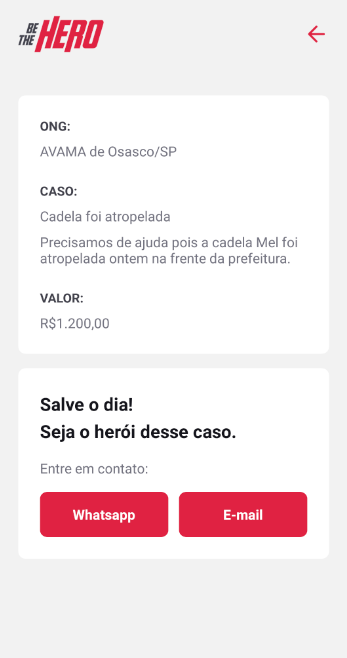 BE
THE HERO
ONG:
AVAMA de Osasco/SP
CASO:
Cadela foi atropelada
Precisamos de ajuda pois a cadela Mel foi
atropelada ontem na frente da prefeitura.
VALOR:
R$1.200,00
Salve o dia!
Seja o herói desse caso.
Entre em contato:
Whatsapp
E-mail